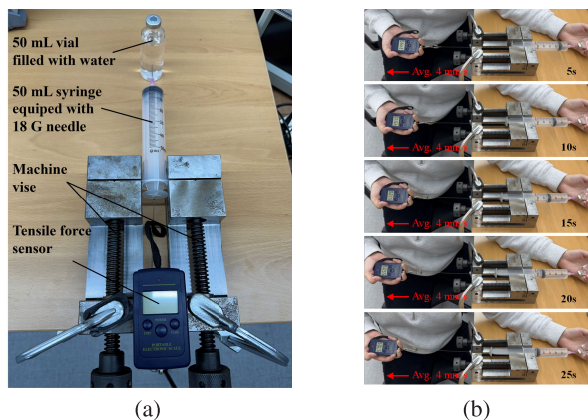 50 mL vial
filled with water
50 mL syringe
equiped with
18 G needle
Machine
vise
Tensile force
sensor
PORTABLE
ELECTRONIC SCALE
(a)
Avg. 4 mm/s
5s
Avg. 4 mm/s
10s
Avg. 4 mm/s
15s
Avg. 4 mm/s
20s
Avg. 4 mm/s
25s
(b)